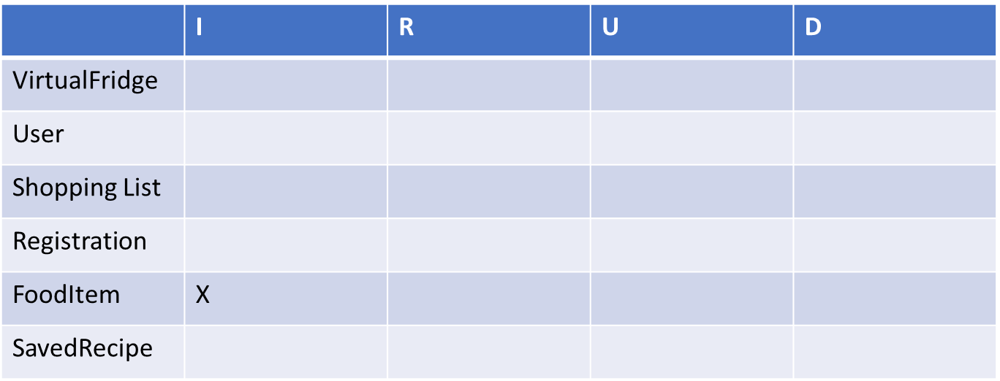 I R U D
VirtualFridge
User
Shopping List
Registration
FoodItem X
SavedRecipe